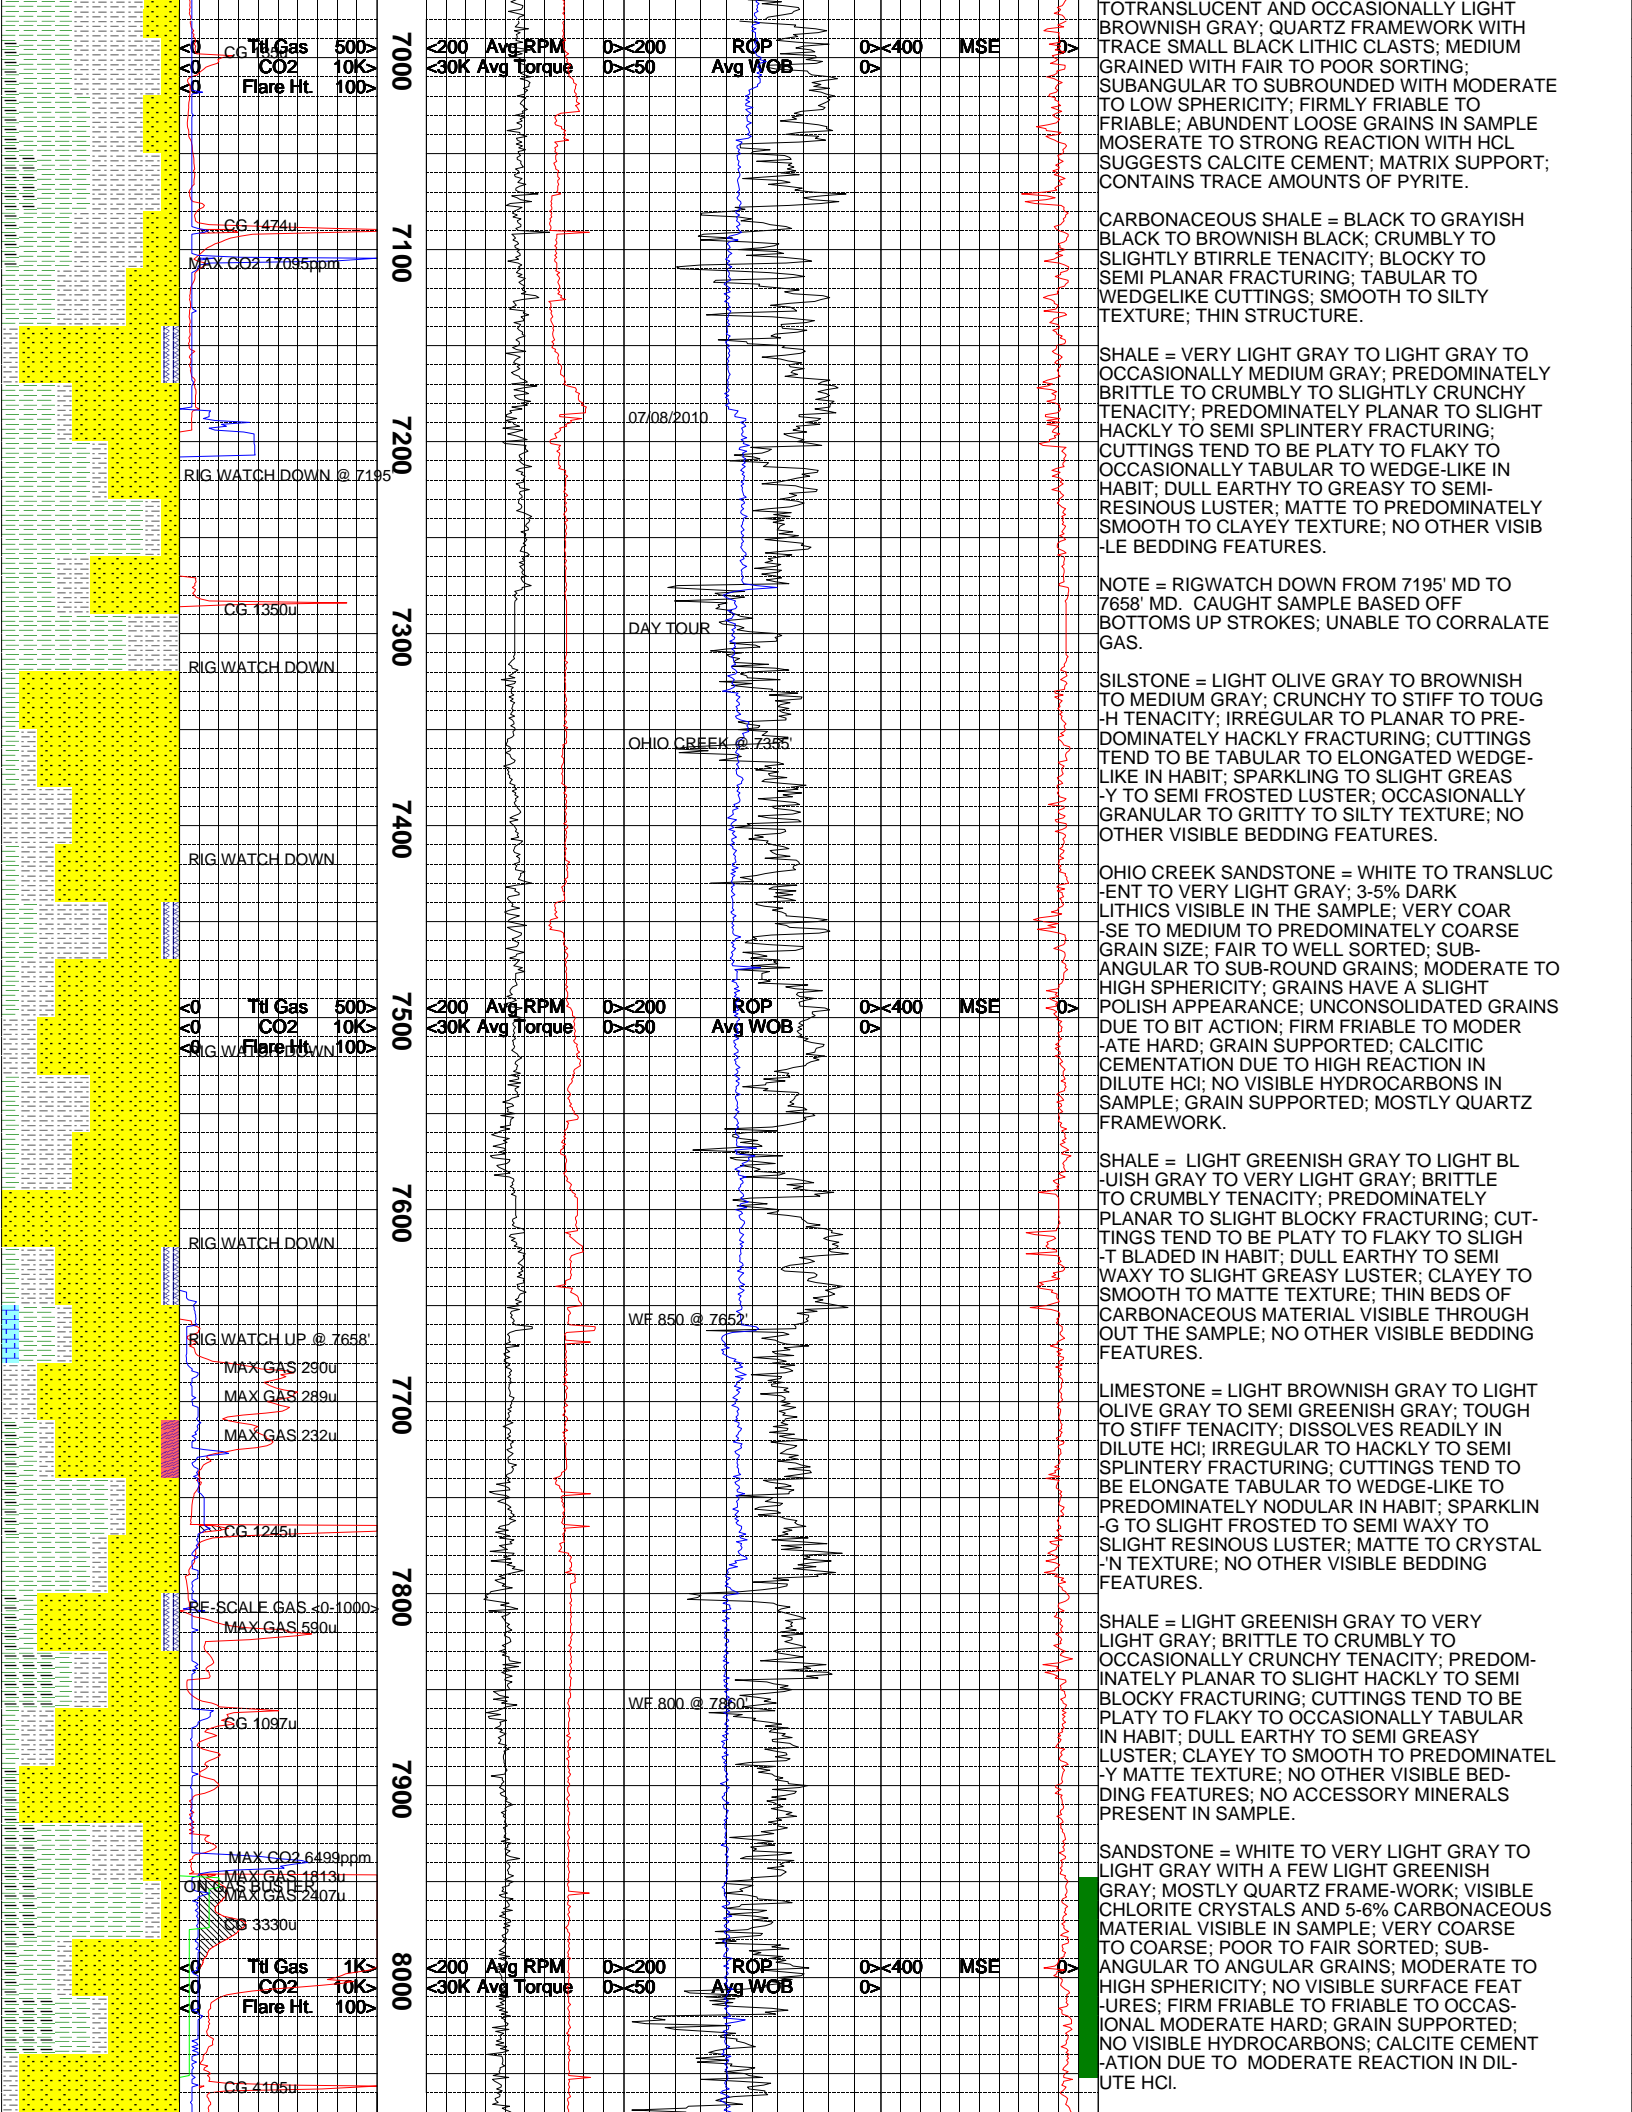 TOTRANSLUCENT AND OCCASIONALLY LIGHT
BROWNISH GRAY; QUARTZ FRAMEWORK WITH
TRACE SMALL BLACK LITHIC CLASTS; MEDIUM
GRAINED WITH FAIR TO POOR SORTING;
SUBANGULAR TO SUBROUNDED WITH MODERATE
TO LOW SPHERICITY; FIRMLY FRIABLE TO
FRIABLE; ABUNDENT LOOSE GRAINS IN SAMPLE
MOSERATE TO STRONG REACTION WITH HCL
SUGGESTS CALCITE CEMENT; MATRIX SUPPORT;
CONTAINS TRACE AMOUNTS OF PYRITE.
CARBONACEOUS SHALE = BLACK TO GRAYISH
BLACK TO BROWNISH BLACK; CRUMBLY TO
SLIGHTLY BTIRRLE TENACITY; BLOCKY TO
SEMI PLANAR FRACTURING; TABULAR TO
WEDGELIKE CUTTINGS; SMOOTH TO SILTY
TEXTURE; THIN STRUCTURE.
SHALE = VERY LIGHT GRAY TO LIGHT GRAY TO
OCCASIONALLY MEDIUM GRAY; PREDOMINATELY
BRITTLE TO CRUMBLY TO SLIGHTLY CRUNCHY
TENACITY; PREDOMINATELY PLANAR TO SLIGHT
HACKLY TO SEMI SPLINTERY FRACTURING;
CUTTINGS TEND TO BE PLATY TO FLAKY TO
OCCASIONALLY TABULAR TO WEDGE-LIKE IN
HABIT; DULL EARTHY TO GREASY TO SEMI-
RESINOUS LUSTER; MATTE TO PREDOMINATELY
SMOOTH TO CLAYEY TEXTURE; NO OTHER VISIB
-LE BEDDING FEATURES.
NOTE = RIGWATCH DOWN FROM 7195' MD TO
7658' MD. CAUGHT SAMPLE BASED OFF
BOTTOMS UP STROKES; UNABLE TO CORRALATE
GAS.
SILSTONE = LIGHT OLIVE GRAY TO BROWNISH
TO MEDIUM GRAY; CRUNCHY TO STIFF TO TOUG
-H TENACITY; IRREGULAR TO PLANAR TO PRE-
DOMINATELY HACKLY FRACTURING; CUTTINGS
TEND TO BE TABULAR TO ELONGATED WEDGE-
LIKE IN HABIT; SPARKLING TO SLIGHT GREAS
-Y TO SEMI FROSTED LUSTER; OCCASIONALLY
GRANULAR TO GRITTY TO SILTY TEXTURE; NO
OTHER VISIBLE BEDDING FEATURES.
OHIO CREEK SANDSTONE = WHITE TO TRANSLUC
-ENT TO VERY LIGHT GRAY; 3-5% DARK
LITHICS VISIBLE IN THE SAMPLE; VERY COAR
-SE TO MEDIUM TO PREDOMINATELY COARSE
GRAIN SIZE; FAIR TO WELL SORTED; SUB-
ANGULAR TO SUB-ROUND GRAINS; MODERATE TO
HIGH SPHERICITY; GRAINS HAVE A SLIGHT
POLISH APPEARANCE; UNCONSOLIDATED GRAINS
DUE TO BIT ACTION; FIRM FRIABLE TO MODER
-ATE HARD; GRAIN SUPPORTED; CALCITIC
CEMENTATION DUE TO HIGH REACTION IN
DILUTE HCl; NO VISIBLE HYDROCARBONS IN
SAMPLE; GRAIN SUPPORTED; MOSTLY QUARTZ
FRAMEWORK.
SHALE = LIGHT GREENISH GRAY TO LIGHT BL
-UISH GRAY TO VERY LIGHT GRAY; BRITTLE
TO CRUMBLY TENACITY; PREDOMINATELY
PLANAR TO SLIGHT BLOCKY FRACTURING; CUT-
TINGS TEND TO BE PLATY TO FLAKY TO SLIGH
-T BLADED IN HABIT; DULL EARTHY TO SEMI
WAXY TO SLIGHT GREASY LUSTER; CLAYEY TO
SMOOTH TO MATTE TEXTURE; THIN BEDS OF
CARBONACEOUS MATERIAL VISIBLE THROUGH
OUT THE SAMPLE; NO OTHER VISIBLE BEDDING
FEATURES.
LIMESTONE = LIGHT BROWNISH GRAY TO LIGHT
OLIVE GRAY TO SEMI GREENISH GRAY; TOUGH
TO STIFF TENACITY; DISSOLVES READILY IN
DILUTE HCl; IRREGULAR TO HACKLY TO SEMI
SPLINTERY FRACTURING; CUTTINGS TEND TO
BE ELONGATE TABULAR TO WEDGE-LIKE TO
PREDOMINATELY NODULAR IN HABIT; SPARKLIN
-G TO SLIGHT FROSTED TO SEMI WAXY TO
SLIGHT RESINOUS LUSTER; MATTE TO CRYSTAL
-'N TEXTURE; NO OTHER VISIBLE BEDDING
FEATURES.
SHALE = LIGHT GREENISH GRAY TO VERY
LIGHT GRAY; BRITTLE TO CRUMBLY TO
OCCASIONALLY CRUNCHY TENACITY; PREDOM-
INATELY PLANAR TO SLIGHT HACKLY TO SEMI
BLOCKY FRACTURING; CUTTINGS TEND TO BE
PLATY TO FLAKY TO OCCASIONALLY TABULAR
IN HABIT; DULL EARTHY TO SEMI GREASY
LUSTER; CLAYEY TO SMOOTH TO PREDOMINATEL
-Y MATTE TEXTURE; NO OTHER VISIBLE BED-
DING FEATURES; NO ACCESSORY MINERALS
PRESENT IN SAMPLE.
SANDSTONE = WHITE TO VERY LIGHT GRAY TO
LIGHT GRAY WITH A FEW LIGHT GREENISH
GRAY; MOSTLY QUARTZ FRAME-WORK; VISIBLE
CHLORITE CRYSTALS AND 5-6% CARBONACEOUS
MATERIAL VISIBLE IN SAMPLE; VERY COARSE
TO COARSE; POOR TO FAIR SORTED; SUB-
ANGULAR TO ANGULAR GRAINS; MODERATE TO
HIGH SPHERICITY; NO VISIBLE SURFACE FEAT
-URES; FIRM FRIABLE TO FRIABLE TO OCCAS-
IONAL MODERATE HARD; GRAIN SUPPORTED;
NO VISIBLE HYDROCARBONS; CALCITE CEMENT
-ATION DUE TO MODERATE REACTION IN DIL-
UTE HCl.
<0 Ttl Gas 500> <200 Avg RPM 0><200 ROP 0><400 MSE 0>
<0 CO2 10K> <30K Avg Torque 0><50 Avg WOB 0>
<0 Flare Ht. 100>
CG
7000
CG 1474u
7100
MAX CO2 17095ppm
07/08/2010
7200
RIG WATCH DOWN @ 7195'
CG 1350u
DAY TOUR
7300
RIG WATCH DOWN
OHIO CREEK @ 7355'
7400
RIG WATCH DOWN
<0 Ttl Gas 500> <200 Avg RPM 0><200 ROP 0><400 MSE 0>
<0 CO2 10K> <30K Avg Torque 0><50 Avg WOB 0>
<0 Flare Ht. 100>
7500
RIG WATCH DOWN
7600
RIG WATCH DOWN
WF 850 @ 7652'
RIG WATCH UP @ 7658'
MAX GAS 290u
MAX GAS 289u
7700
MAX GAS 232u
CG 1245u
7800
RE-SCALE GAS <0-1000>
MAX GAS 590u
WF 800 @ 7860'
CG 1097u
7900
MAX CO2 6499ppm
MAX GAS 1813u
ON GAS BUSTER
MAX GAS 2407u
CG 3330u
<0 Ttl Gas 1K> <200 Avg RPM 0><200 ROP 0><400 MSE 0>
<0 CO2 10K> <30K Avg Torque 0><50 Avg WOB 0>
<0 Flare Ht. 100>
8000
CG 4105u